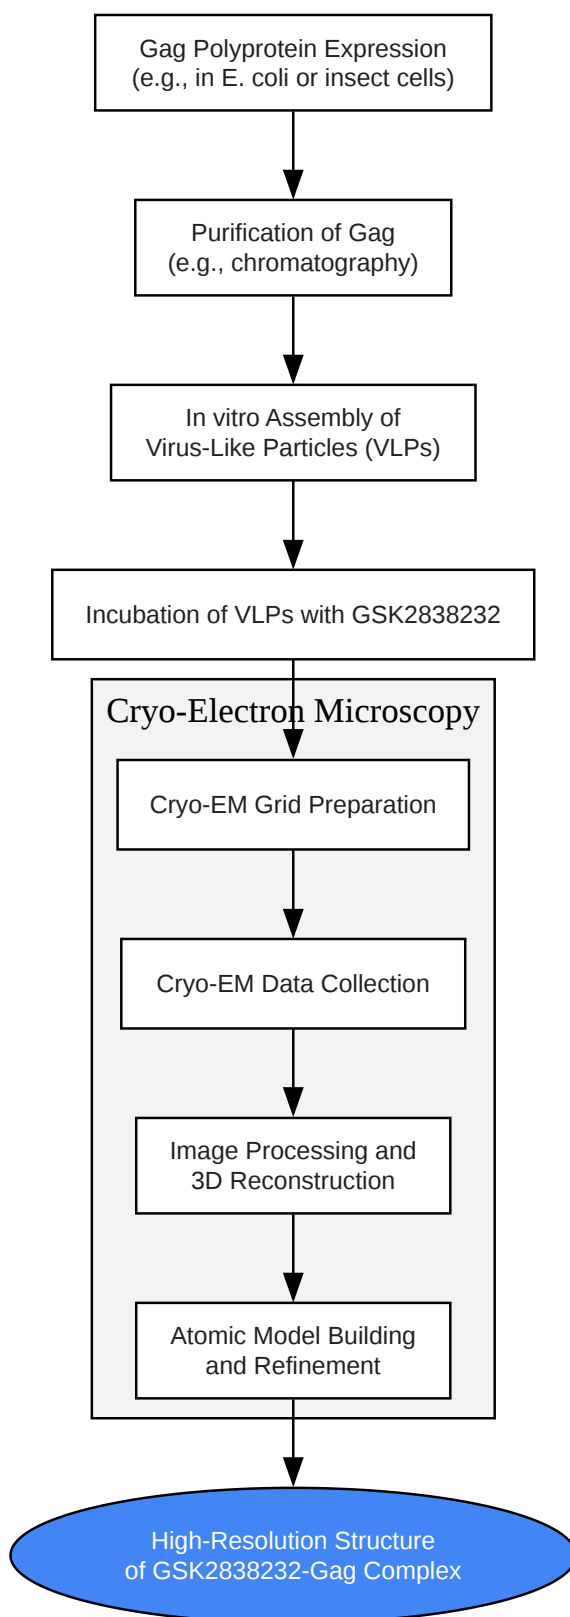 Gag Polyprotein Expression
(e.g., in E. coli or insect cells)
Purification of Gag
(e.g., chromatography)
In vitro Assembly of
Virus-Like Particles (VLPs)
Incubation of VLPs with GSK2838232
Cryo-Electron Microscopy
Cryo-EM Grid Preparation
Cryo-EM Data Collection
Image Processing and
3D Reconstruction
Atomic Model Building
and Refinement
High-Resolution Structure
of GSK2838232-Gag Complex